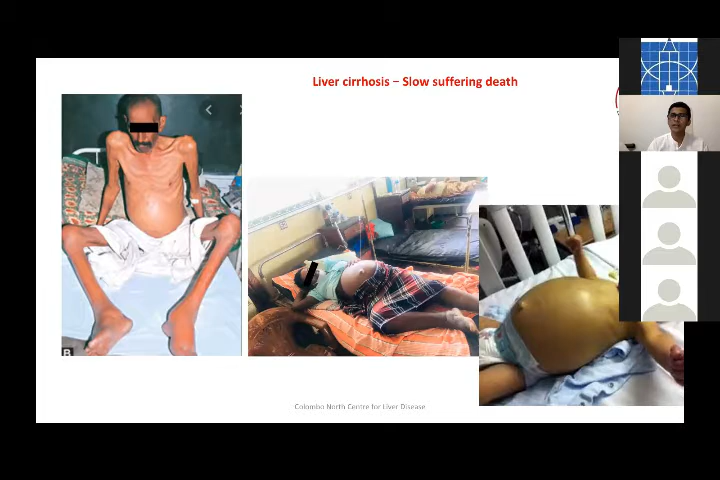 Liver cirrhosis – Slow suffering death
B
Colombo North Centre for Liver Disease